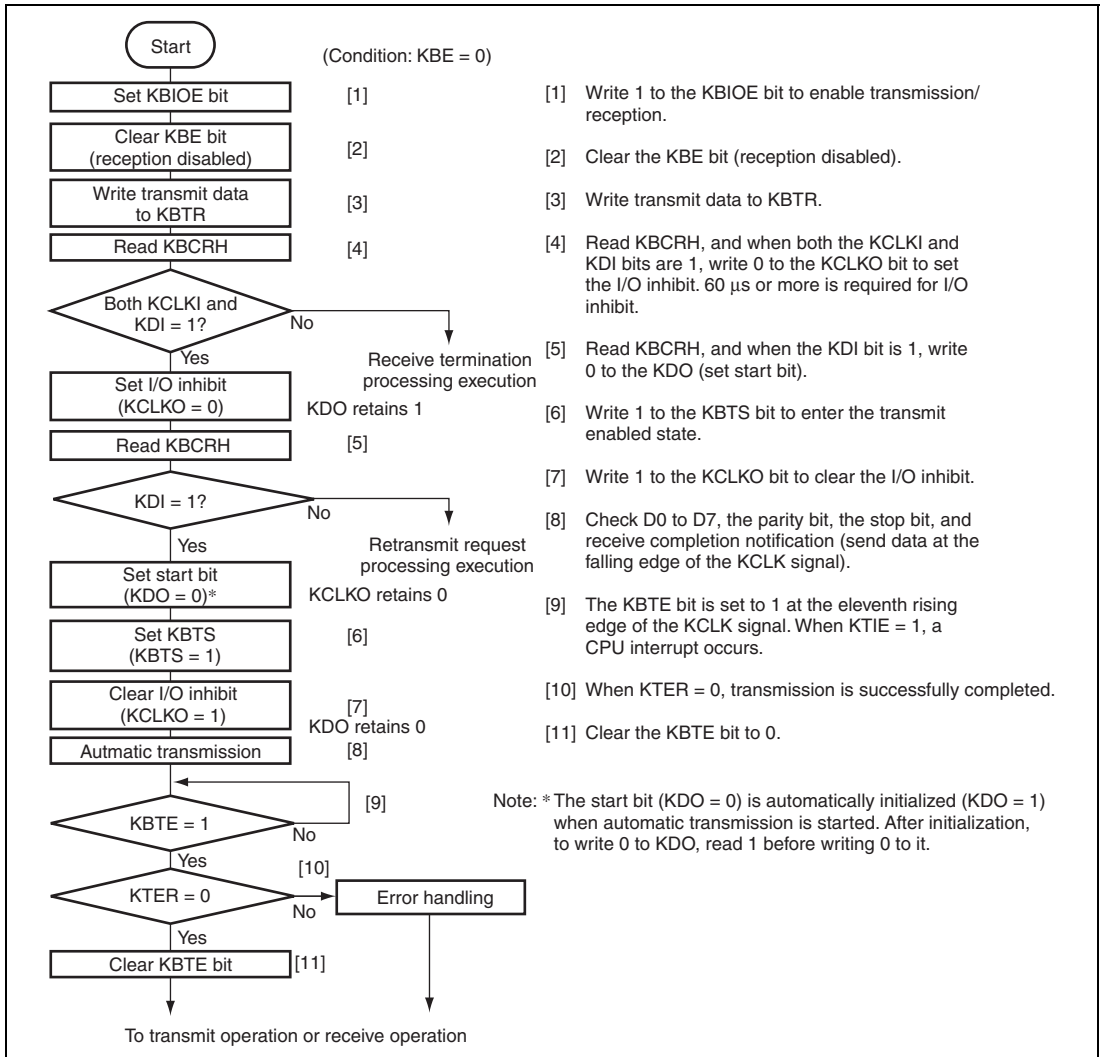 Start
(Condition: KBE = 0)
Set KBIOE bit
[1]
Clear KBE bit
(reception disabled)
[2]
Write transmit data
to KBTR
[3]
Read KBCRH
[4]
Both KCLKI and
KDI = 1?
No
Yes
Receive termination
processing execution
Set I/O inhibit
(KCLKO = 0)
KDO retains 1
Read KBCRH
[5]
KDI = 1?
No
Yes
Retransmit request
processing execution
Set start bit
(KDO = 0)*
KCLKO retains 0
Set KBTS
(KBTS = 1)
[6]
Clear I/O inhibit
(KCLKO = 1)
[7]
KDO retains 0
Autmatic transmission
[8]
KBTE = 1
[9]
No
Yes
[10]
KTER = 0
No
Error handling
Yes
Clear KBTE bit
[11]
To transmit operation or receive operation
[1] Write 1 to the KBIOE bit to enable transmission/
reception.
[2] Clear the KBE bit (reception disabled).
[3] Write transmit data to KBTR.
[4] Read KBCRH, and when both the KCLKI and
KDI bits are 1, write 0 to the KCLKO bit to set
the I/O inhibit. 60 μs or more is required for I/O
inhibit.
[5] Read KBCRH, and when the KDI bit is 1, write
0 to the KDO (set start bit).
[6] Write 1 to the KBTS bit to enter the transmit
enabled state.
[7] Write 1 to the KCLKO bit to clear the I/O inhibit.
[8] Check D0 to D7, the parity bit, the stop bit, and
receive completion notification (send data at the
falling edge of the KCLK signal).
[9] The KBTE bit is set to 1 at the eleventh rising
edge of the KCLK signal. When KTIE = 1, a
CPU interrupt occurs.
[10] When KTER = 0, transmission is successfully completed.
[11] Clear the KBTE bit to 0.
Note: * The start bit (KDO = 0) is automatically initialized (KDO = 1)
when automatic transmission is started. After initialization,
to write 0 to KDO, read 1 before writing 0 to it.